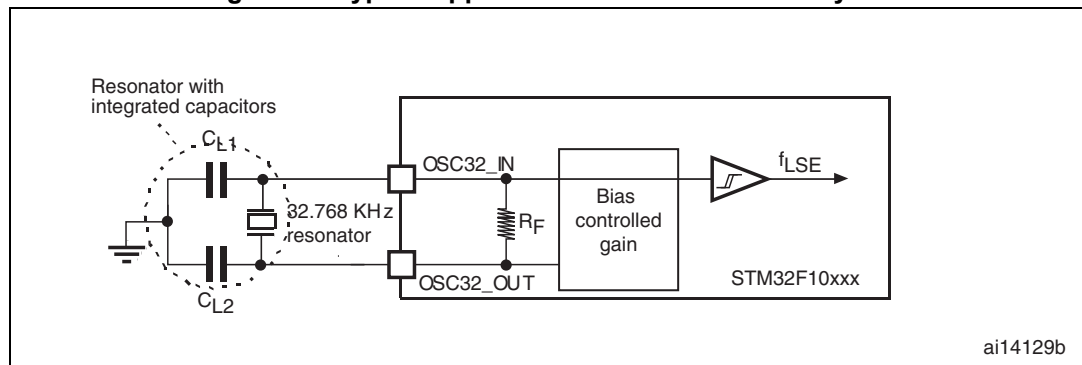 Resonator with
integrated capacitors
CL1
OSC32_IN
fLSE
32.768 KHz
resonator
RF
Bias
controlled
gain
OSC32_OUT
STM32F10xxx
CL2
ai14129b